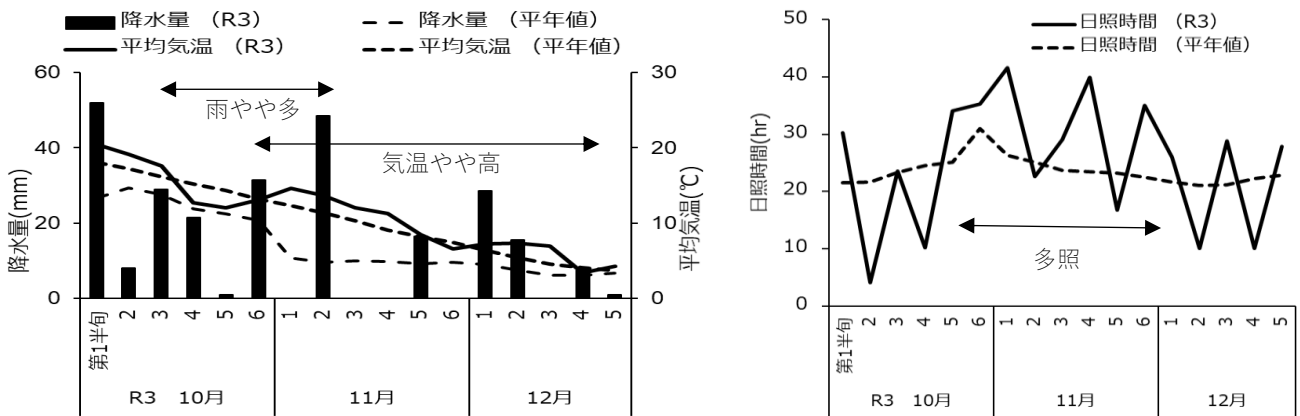 降水量 （R3）
降水量 （平年値）
平均気温 （R3）
平均気温 （平年値）
60
40
20
0
降水量(mm)
30
20
10
0
平均気温(℃)
雨やや多
気温やや高
第1半旬 2 3 4 5 6 1 2 3 4 5 6 1 2 3 4 5
R3 10月 11月 12月
日照時間 （R3）
日照時間 （平年値）
50
40
30
20
10
0
日照時間(hr)
多照
第1半旬 2 3 4 5 6 1 2 3 4 5 6 1 2 3 4 5
R3 10月 11月 12月